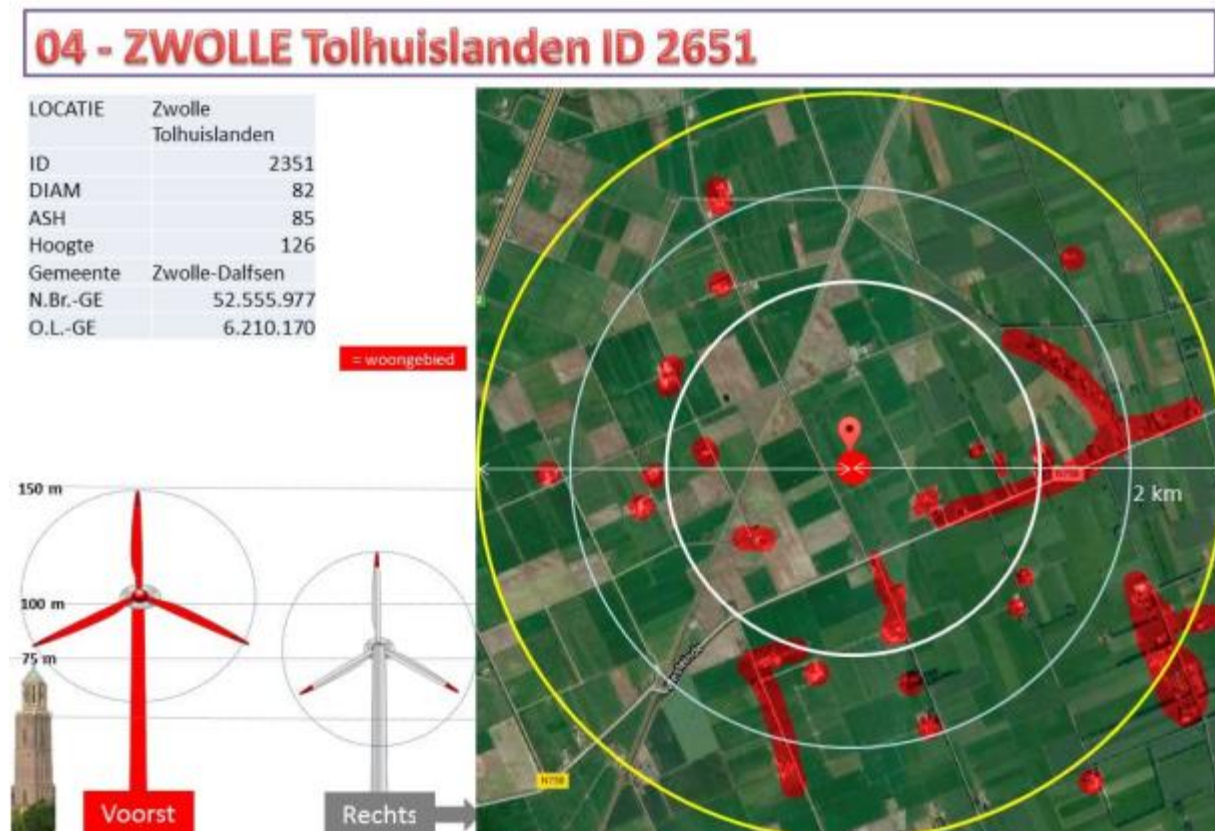 04 - ZWOLLE Tolhuislanden ID 2651
LOCATIE Zwolle
Tolhuislanden
ID 2351
DIAM 82
ASH 85
Hoogte 126
Gemeente Zwolle-Dalfsen
N.Br.-GE 52.555.977
O.L.-GE 6.210.170
= woongebied
150 m
100 m
75 m
2 km
N758
Voorst
Rechts